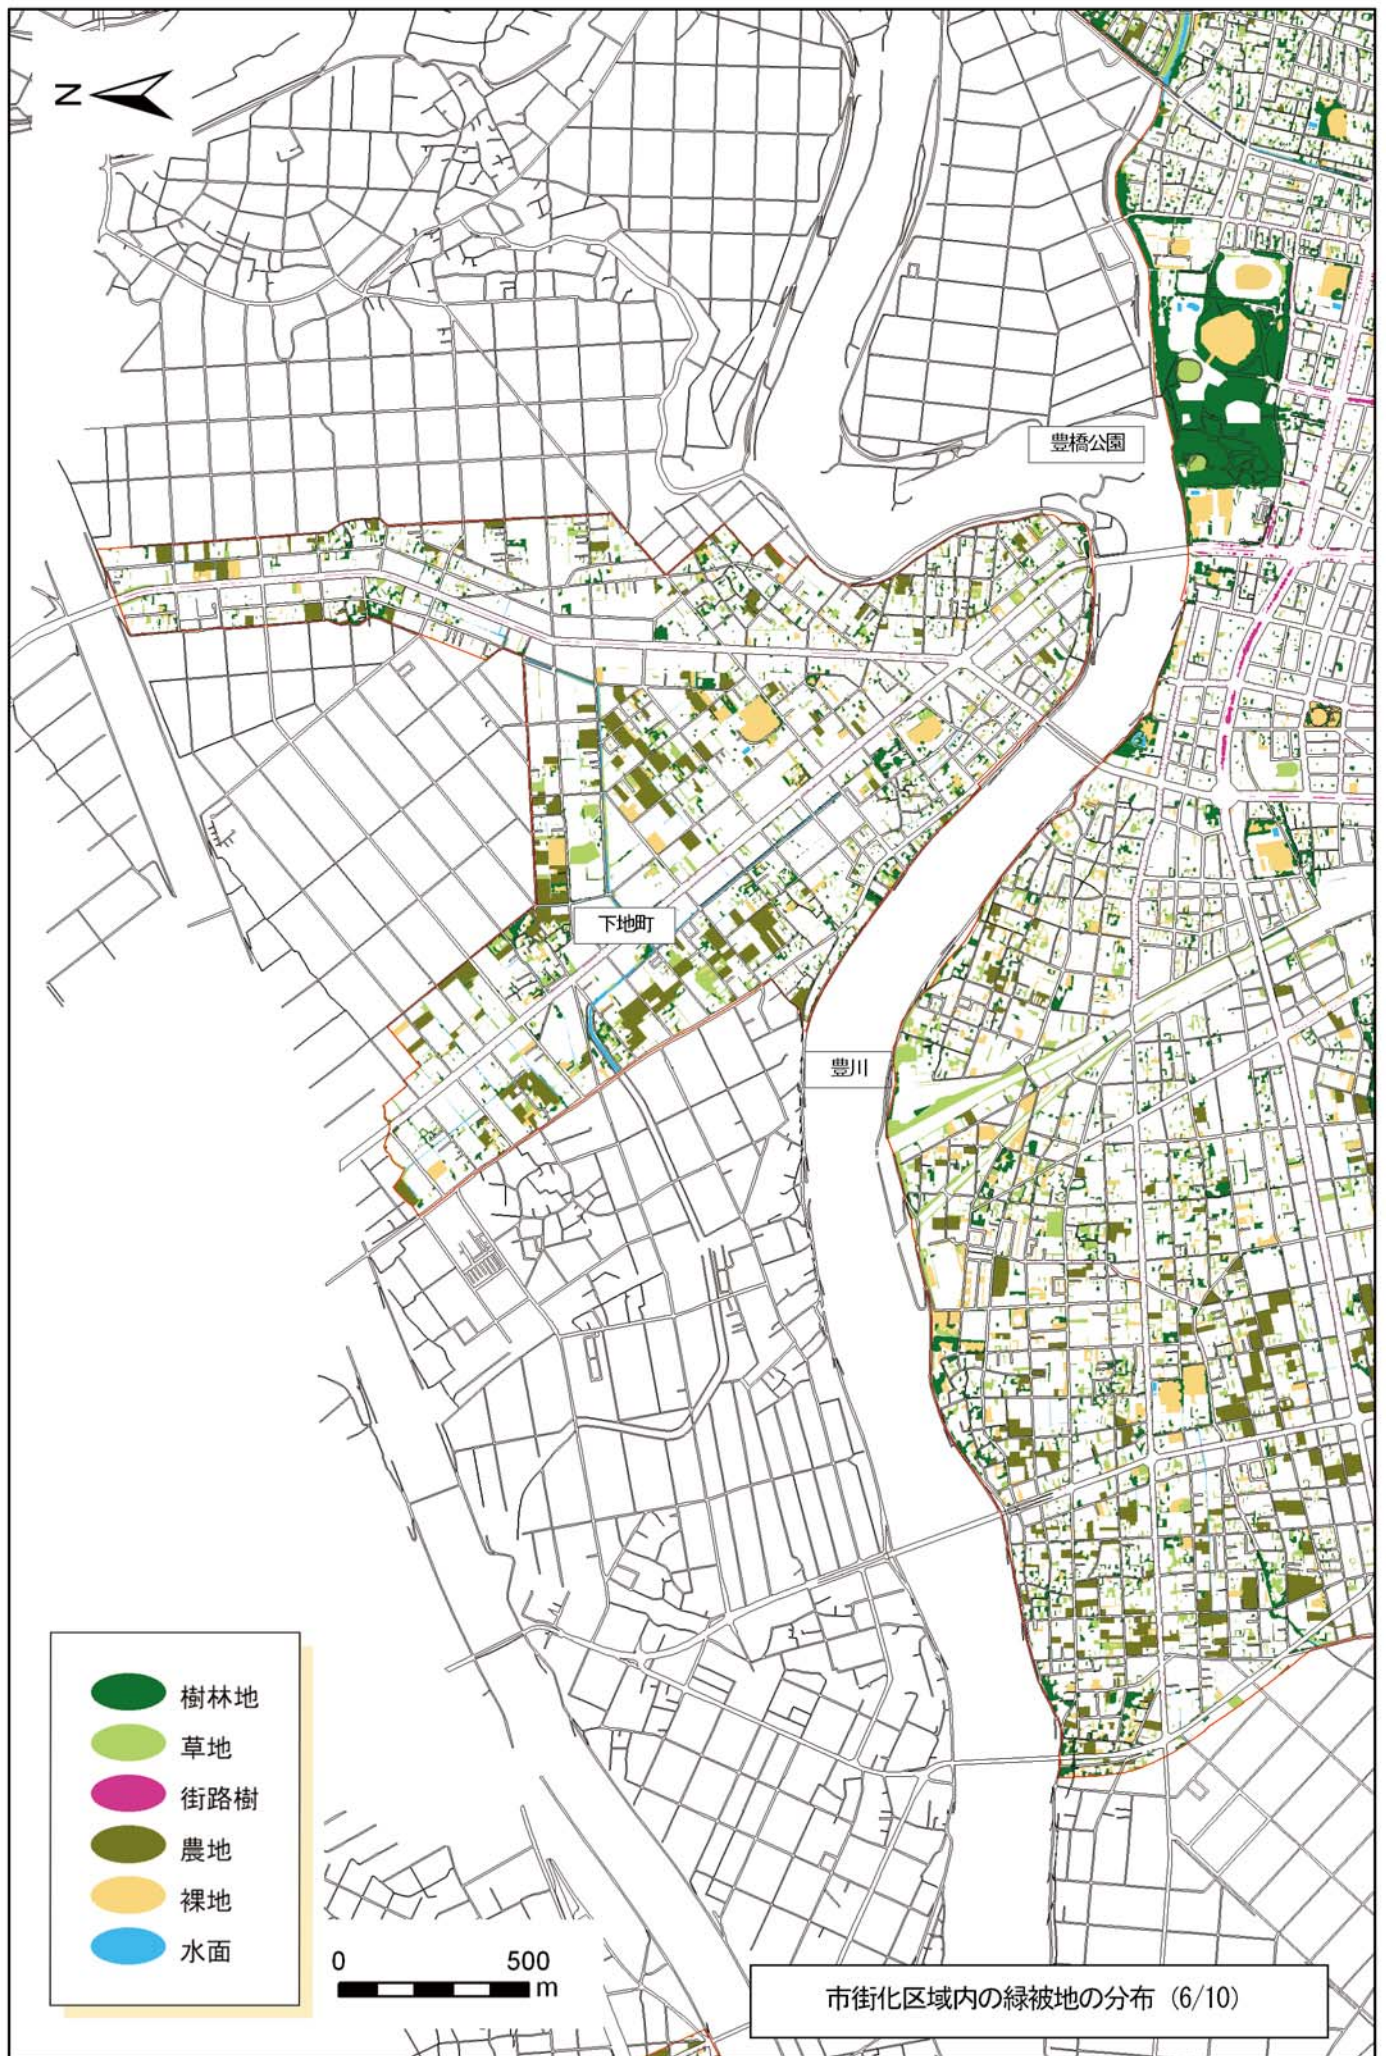 N
豊橋公園
下地町
豊川
樹林地
草地
街路樹
農地
裸地
水面
0 500
m
市街化区域内の緑被地の分布（6/10）